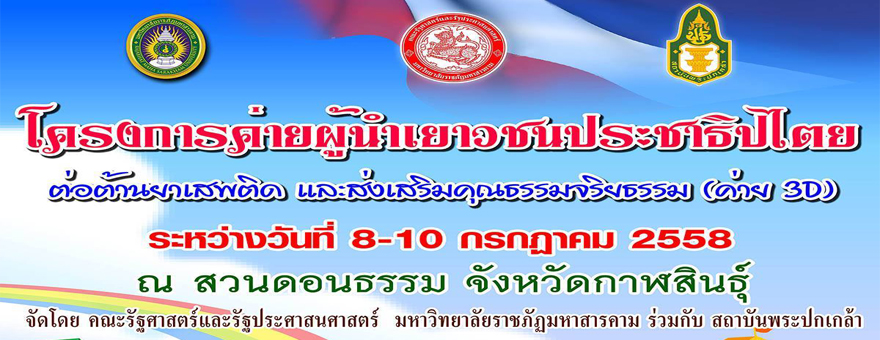 โครงการค่ายผู้นำเยาวชนประชาธิปไตย
ต่อต้านยาเสพติด และส่งเสริมคุณธรรมจริยธรรม (ค่าย 3D)
ระหว่างวันที่ 8-10 กรกฎาคม 2558
ณ สวนดอนธรรม จังหวัดกาฬสินธุ์
จัดโดย คณะรัฐศาสตร์และรัฐประศาสนศาสตร์ มหาวิทยาลัยราชภัฏมหาสารคาม ร่วมกับ สถาบันพระปกเกล้า